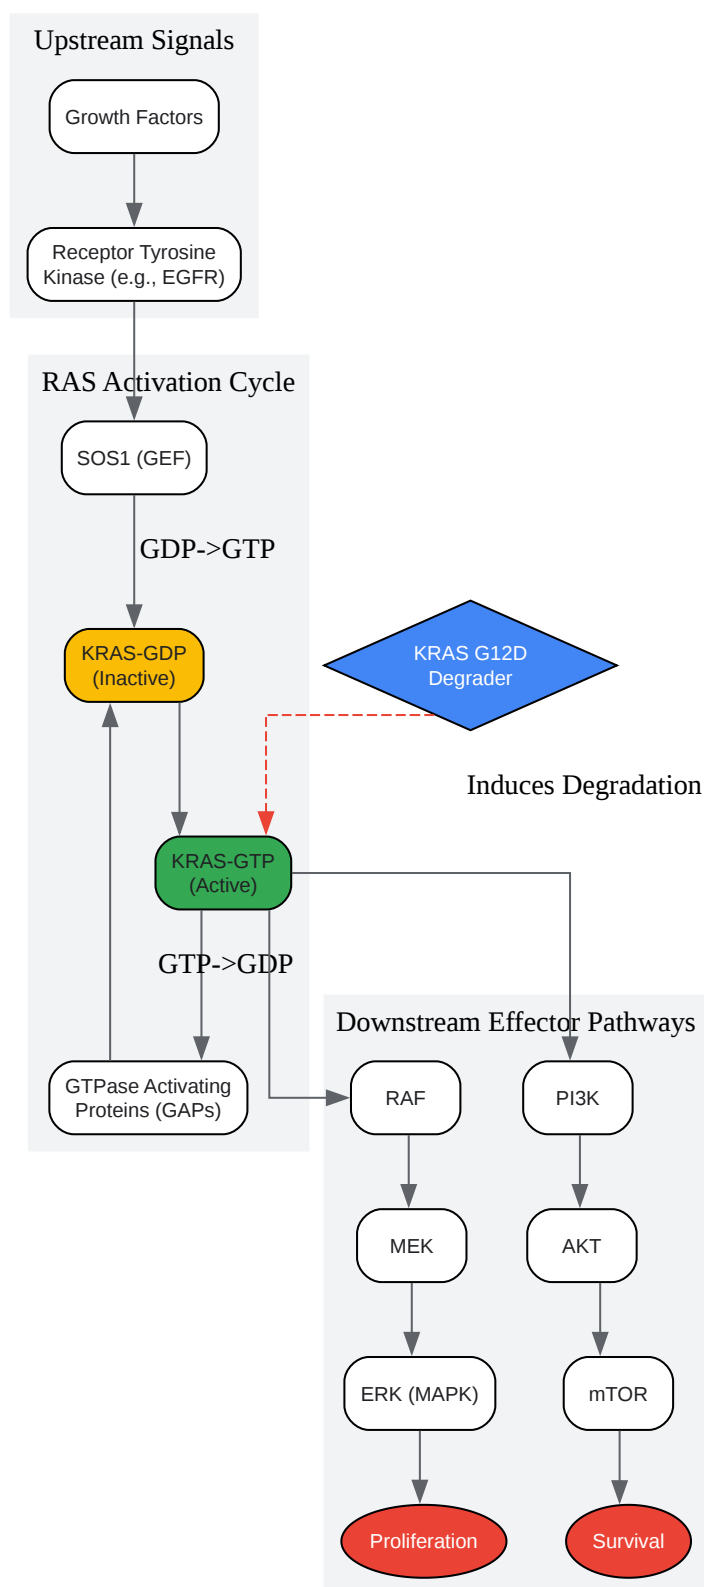 Upstream Signals
Growth Factors
Receptor Tyrosine
Kinase (e.g., EGFR)
RAS Activation Cycle
SOS1 (GEF)
GDP->GTP
KRAS-GDP
(Inactive)
KRAS G12D
Degrader
Induces Degradation
KRAS-GTP
(Active)
GTP->GDP
Downstream Effector Pathways
GTPase Activating
Proteins (GAPs)
RAF
PI3K
MEK
AKT
ERK (MAPK)
mTOR
Proliferation
Survival